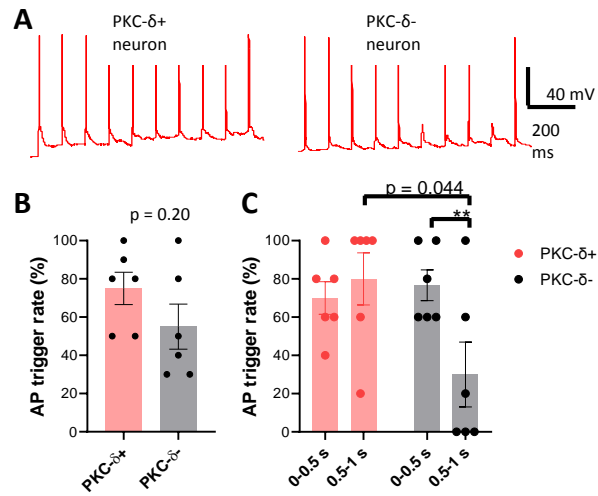 A
PKC-δ+
neuron
PKC-δ-
neuron
40 mV
200
ms
B
p = 0.20
AP trigger rate (%)
100
80
60
40
20
0
PKC-δ+
PKC-δ-
C
p = 0.044
**
AP trigger rate (%)
100
80
60
40
20
0
0-0.5 s
0.5-1 s
0-0.5 s
0.5-1 s
PKC-δ+
PKC-δ-